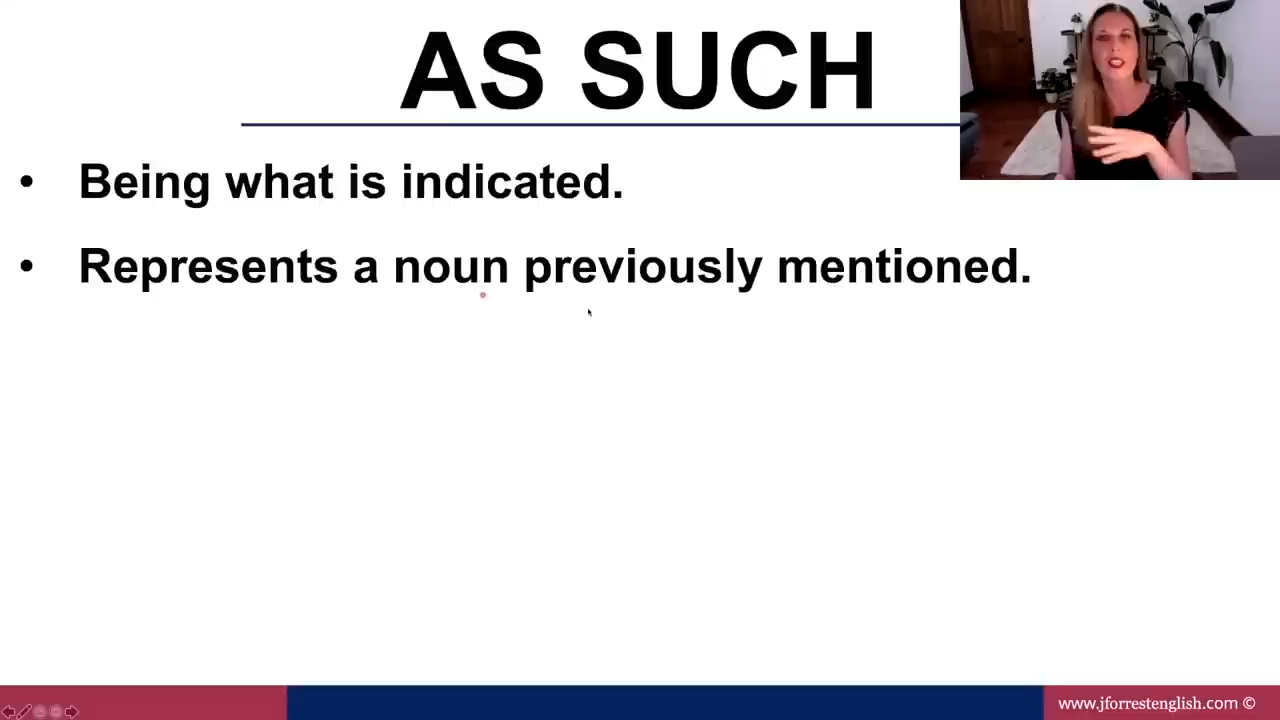 AS SUCH
• Being what is indicated.
• Represents a noun previously mentioned.
www.jforrestenglish.com ©